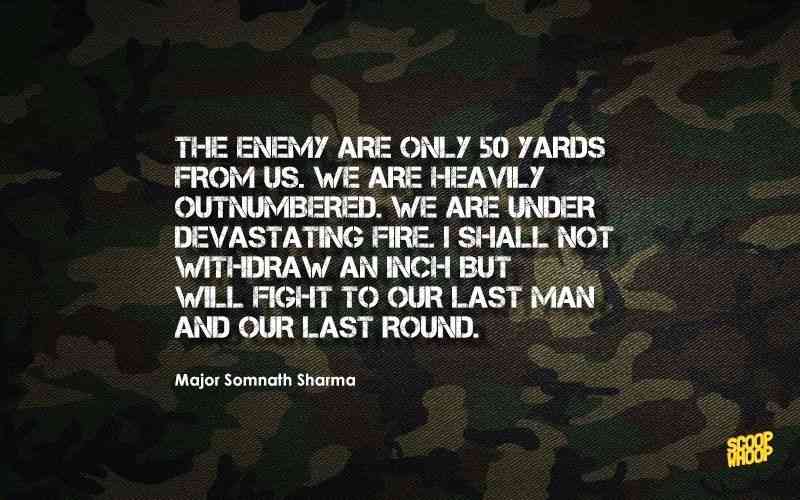 THE ENEMY ARE ONLY 50 YARDS
FROM US. WE ARE HEAVILY
OUTNUMBERED. WE ARE UNDER
DEVASTATING FIRE. I SHALL NOT
WITHDRAW AN INCH BUT
WILL FIGHT TO OUR LAST MAN
AND OUR LAST ROUND.
Major Somnath Sharma
SCOOP
WHOOP